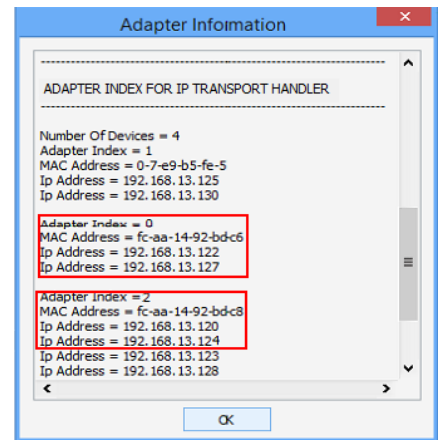 Adapter Information
ADAPTER INDEX FOR IP TRANSPORT HANDLER
Number Of Devices = 4
Adapter Index = 1
MAC Address = 0-7-e9-b5-fe-5
Ip Address = 192.168.13.125
Ip Address = 192.168.13.130
Adapter Index = 0
MAC Address = fc-aa-14-92-bd-c6
Ip Address = 192.168.13.122
Ip Address = 192.168.13.127
Adapter Index =2
MAC Address = fc-aa-14-92-bd-c8
Ip Address = 192.168.13.120
Ip Address = 192.168.13.124
Ip Address = 192.168.13.123
Ip Address = 192.168.13.128
OK